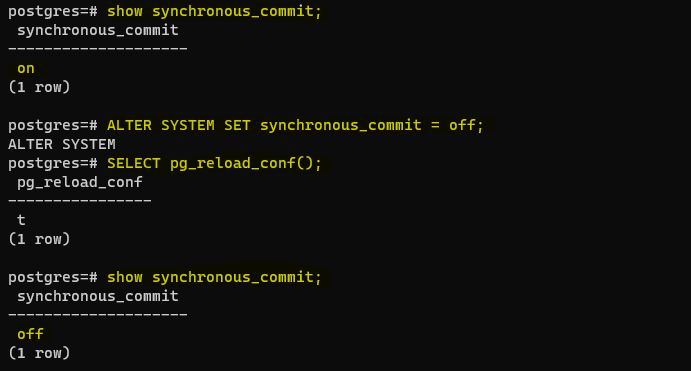 postgres=# show synchronous_commit;
 synchronous_commit
--------------------
 on
(1 row)

postgres=# ALTER SYSTEM SET synchronous_commit = off;
ALTER SYSTEM
postgres=# SELECT pg_reload_conf();
 pg_reload_conf
----------------
 t
(1 row)

postgres=# show synchronous_commit;
 synchronous_commit
--------------------
 off
(1 row)